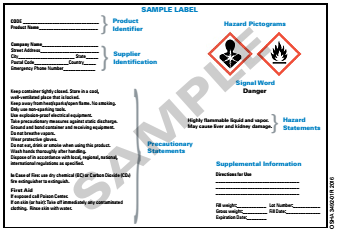 SAMPLE LABEL
CODE
Product Name
Product
Identifier
Company Name
Street Address
City State
Postal Code Country
Emergency Phone Number
Supplier
Identification
Keep container tightly closed. Store in a cool,
well-ventilated place that is locked.
Keep away from heat/sparks/open flame. No smoking.
Only use non-sparking tools.
Use explosion-proof electrical equipment.
Take precautionary measures against static discharge.
Ground and bond container and receiving equipment.
Do not breathe vapors.
Wear protective gloves.
Do not eat, drink or smoke when using this product.
Wash hands thoroughly after handling.
Dispose of in accordance with local, regional, national,
international regulations as specified.
In Case of Fire: use dry chemical (BC) or Carbon Dioxide (CO₂)
fire extinguisher to extinguish.
First Aid
If exposed call Poison Center.
If on skin (or hair): Take off immediately any contaminated
clothing. Rinse skin with water.
Precautionary
Statements
Hazard Pictograms
Signal Word
Danger
Highly flammable liquid and vapor.
May cause liver and kidney damage.
Hazard
Statements
Supplemental Information
Directions for Use
Fill weight: Lot Number:
Gross weight: Fill Date:
Expiration Date:
SAMPLE
OSHA 3492-01R 2016